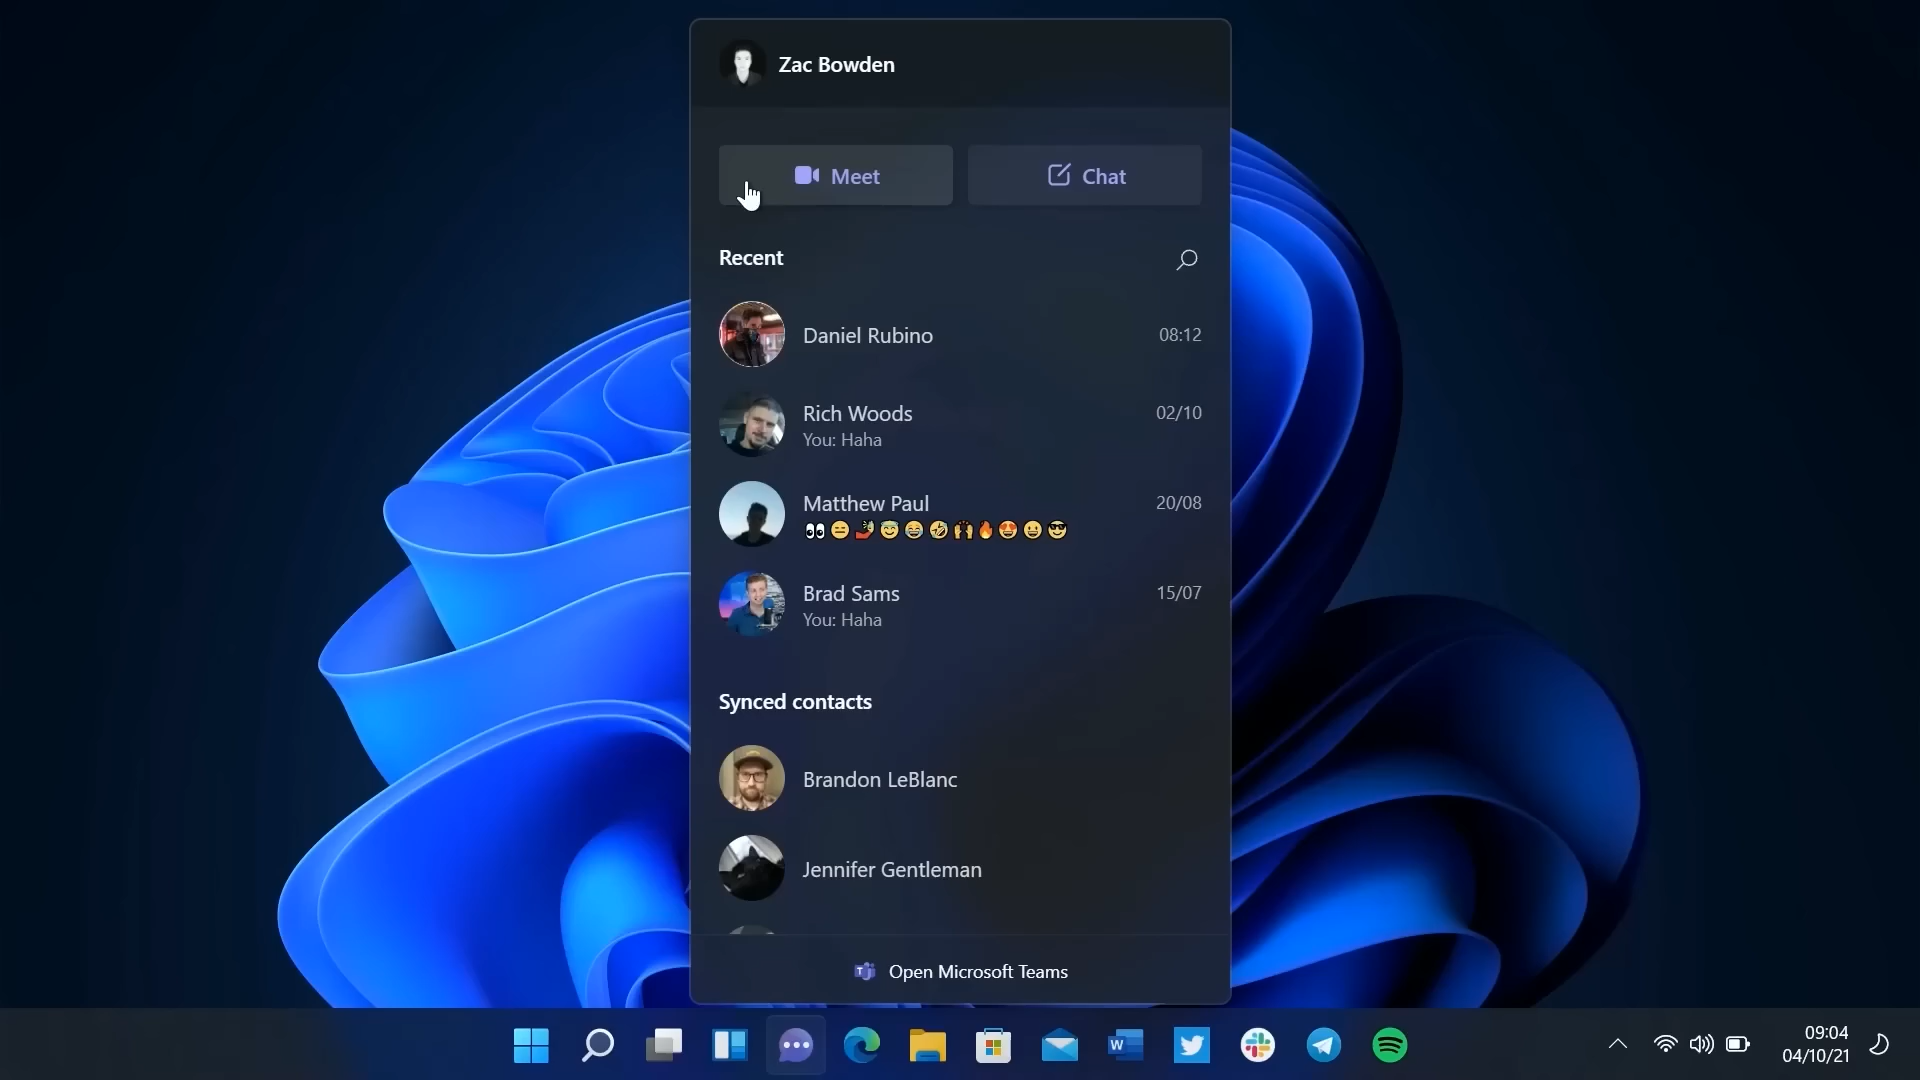 Zac Bowden
Meet
Chat
Recent
Daniel Rubino
08:12
Rich Woods
02/10
You: Haha
Matthew Paul
20/08
👀😑🤳😇😂🤣🙌🔥😍😀😎
Brad Sams
15/07
You: Haha
Synced contacts
Brandon LeBlanc
Jennifer Gentleman
T
Open Microsoft Teams
W
09:04
04/10/21